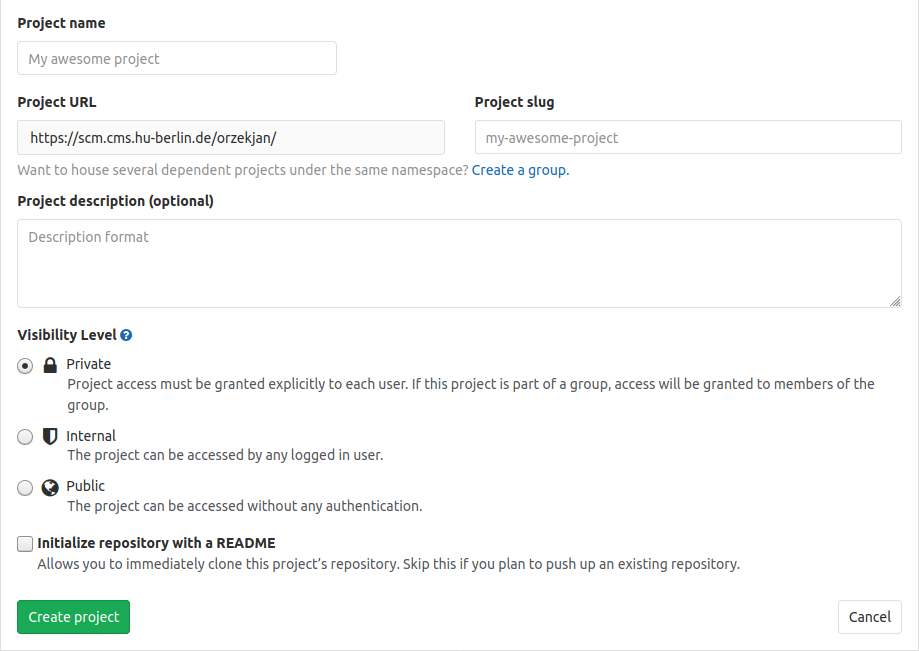 Project name
My awesome project
Project URL
Project slug
https://scm.cms.hu-berlin.de/orzekjan/
my-awesome-project
Want to house several dependent projects under the same namespace? Create a group.
Project description (optional)
Description format
Visibility Level ?
Private
Project access must be granted explicitly to each user. If this project is part of a group, access will be granted to members of the
group.
Internal
The project can be accessed by any logged in user.
Public
The project can be accessed without any authentication.
Initialize repository with a README
Allows you to immediately clone this project’s repository. Skip this if you plan to push up an existing repository.
Create project
Cancel